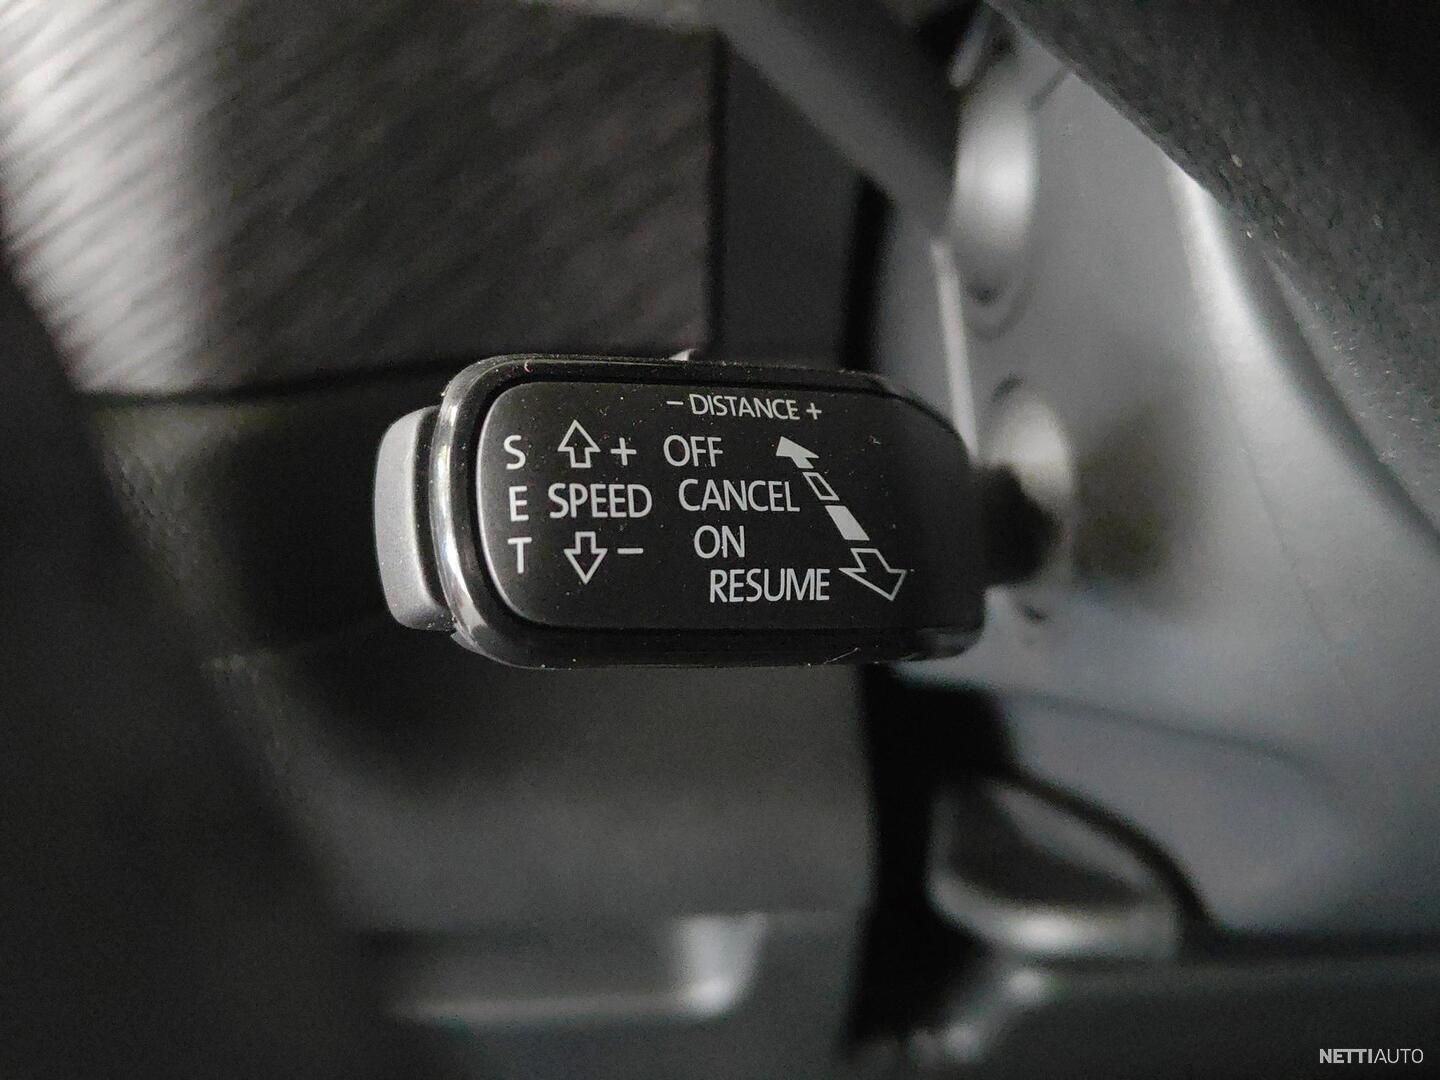 – DISTANCE +
S + OFF
E SPEED CANCEL
T – ON
RESUME
NETTIAUTO